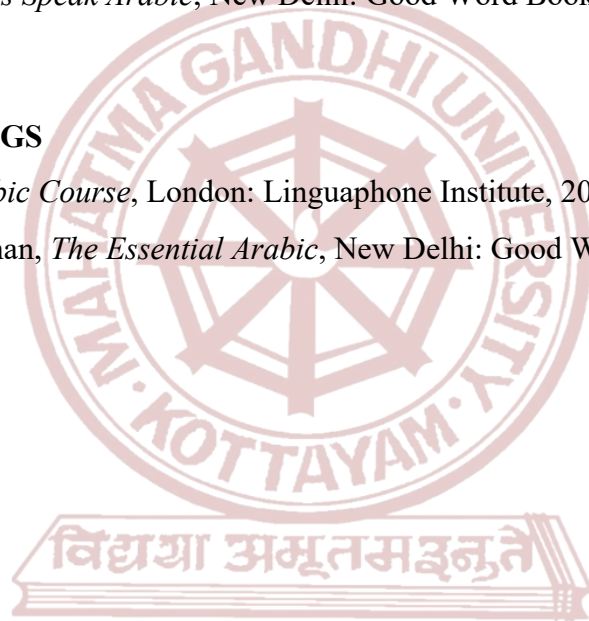 s Speak Arabic, New Delhi: Good Word Book
GS
bic Course, London: Linguaphone Institute, 20
nan, The Essential Arabic, New Delhi: Good W
MAHATMA GANDHI UNIVERSITY
· KOTTAYAM ·
विद्यया अमृतमश्नुते